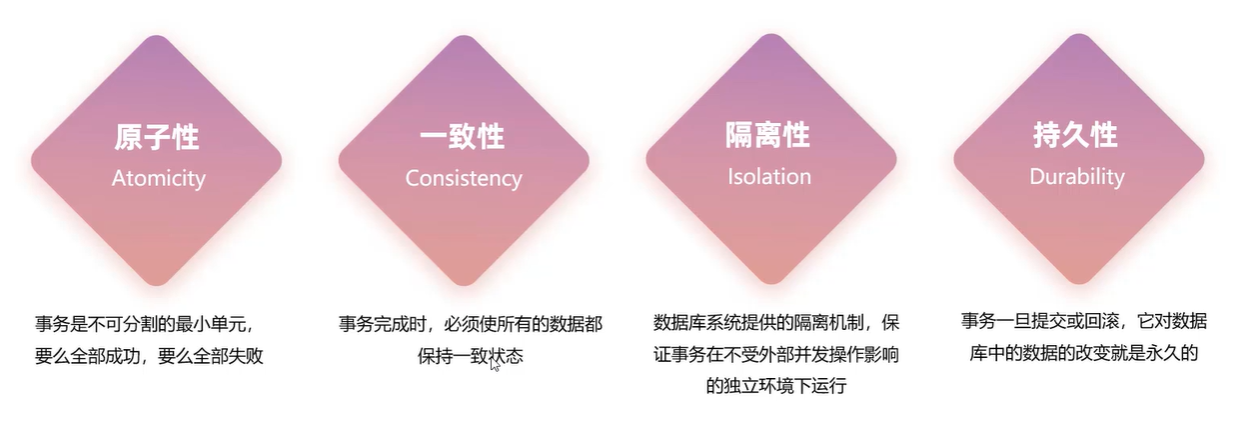 原子性
Atomicity
事务是不可分割的最小单元，
要么全部成功，要么全部失败
一致性
Consistency
事务完成时，必须使所有的数据都
保持一致状态
隔离性
Isolation
数据库系统提供的隔离机制，保
证事务在不受外部并发操作影响
的独立环境下运行
持久性
Durability
事务一旦提交或回滚，它对数据
库中的数据的改变就是永久的